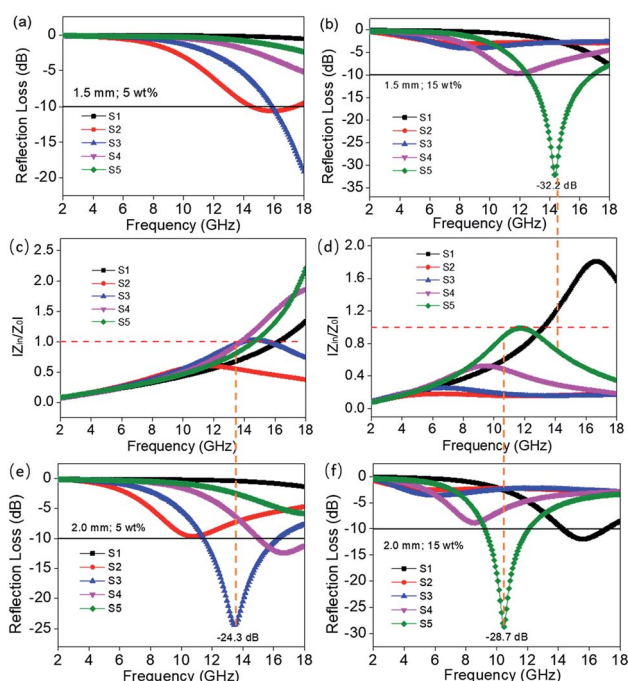 (a)
0
-5
-10
-15
-20
Reflection Loss (dB)
1.5 mm; 5 wt%
S1
S2
S3
S4
S5
2 4 6 8 10 12 14 16 18
Frequency (GHz)
(b)
0
-5
-10
-15
-20
-25
-30
-35
Reflection Loss (dB)
1.5 mm; 15 wt%
S1
S2
S3
S4
S5
-32.2 dB
2 4 6 8 10 12 14 16 18
Frequency (GHz)
(c)
2.5
2.0
1.5
1.0
0.5
0.0
|Zin/Z0|
S1
S2
S3
S4
S5
2 4 6 8 10 12 14 16 18
Frequency (GHz)
(d)
2.0
1.6
1.2
0.8
0.4
0.0
|Zin/Z0|
S1
S2
S3
S4
S5
2 4 6 8 10 12 14 16 18
Frequency (GHz)
(e)
0
-5
-10
-15
-20
-25
Reflection Loss (dB)
2.0 mm; 5 wt%
S1
S2
S3
S4
S5
-24.3 dB
2 4 6 8 10 12 14 16 18
Frequency (GHz)
(f)
0
-5
-10
-15
-20
-25
-30
Reflection Loss (dB)
2.0 mm; 15 wt%
S1
S2
S3
S4
S5
-28.7 dB
2 4 6 8 10 12 14 16 18
Frequency (GHz)